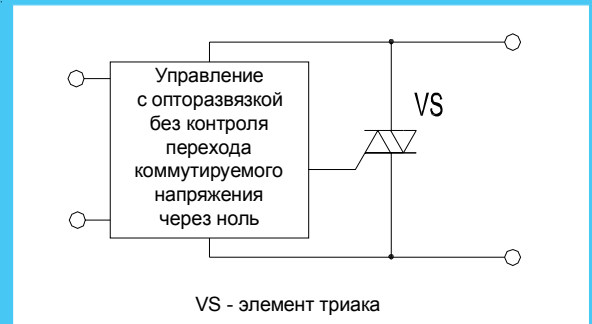 Управление
с опторазвязкой
без контроля
перехода
коммутируемого
напряжения
через ноль
VS
VS - элемент триака